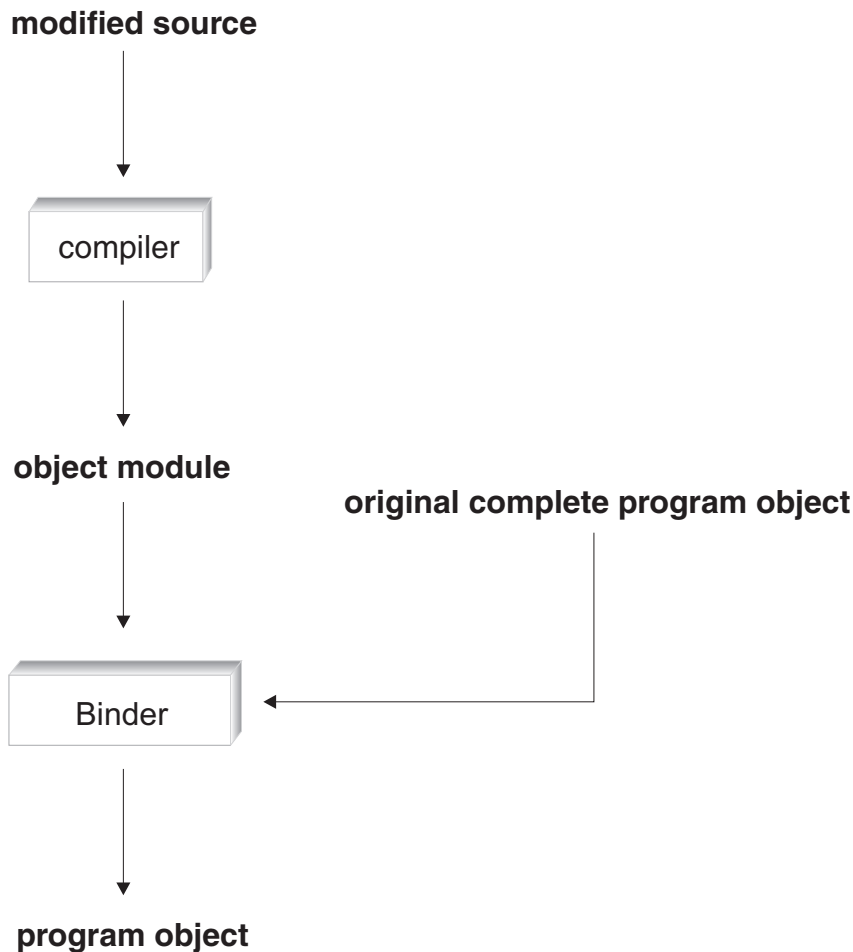 modified source
compiler
object module
original complete program object
Binder
program object